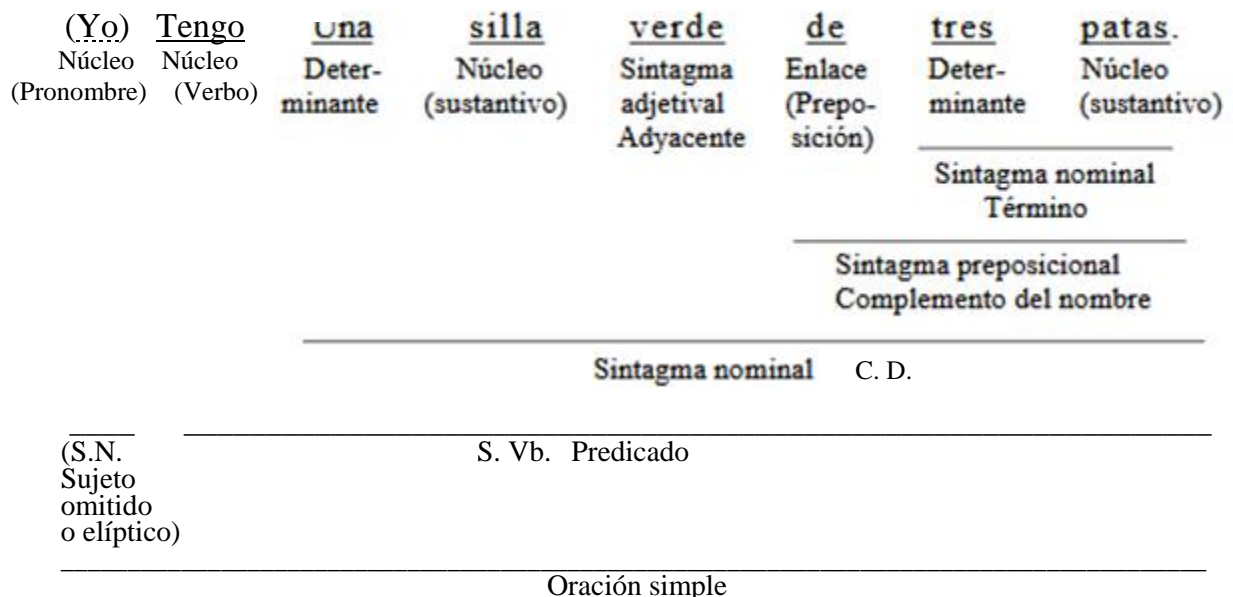 (Yo) Tengo Una silla verde de tres patas.
Núcleo Núcleo Deter- Núcleo Sintagma Enlace Deter- Núcleo
(Pronombre) (Verbo) minante (sustantivo) adjetival (Prepo- minante (sustantivo)
Adyacente sición)
Sintagma nominal
Término
Sintagma preposicional
Complemento del nombre
Sintagma nominal C. D.
(S.N. S. Vb. Predicado
Sujeto
omitido
o elíptico)
Oración simple